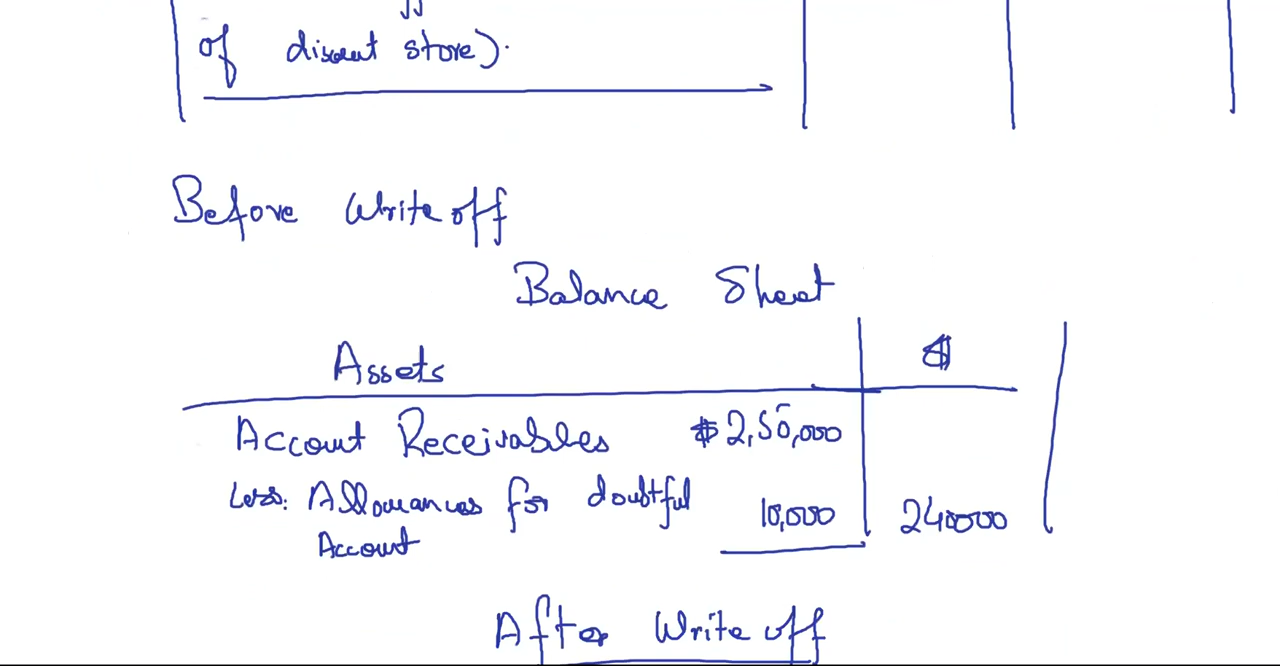 of discount store).
Before Write off
Balance Sheet
Assets $
Account Receivables $ 2,50,000
Less: Allowances for doubtful 10,000 240000
Account
After Write off